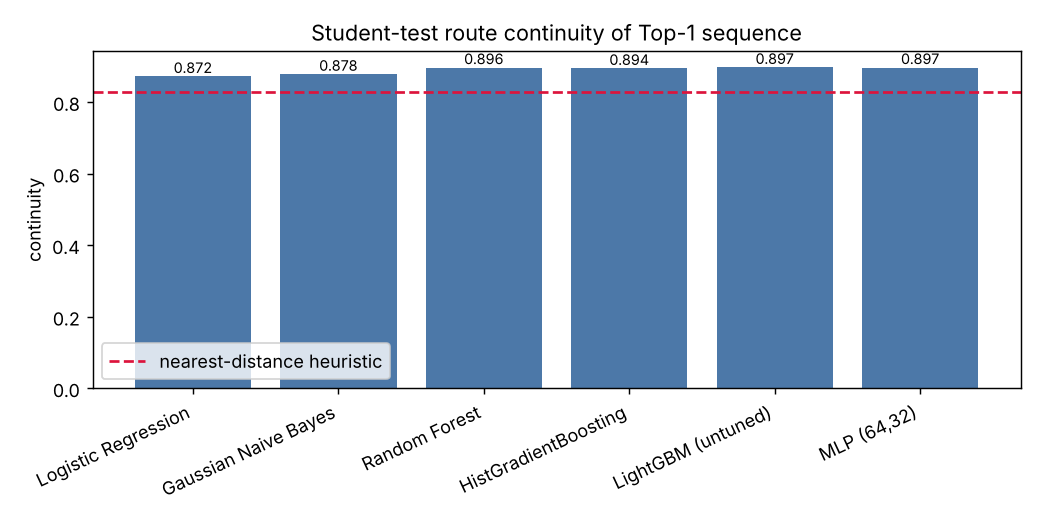 Student-test route continuity of Top-1 sequence
continuity
0.8
0.6
0.4
0.2
0.0
0.872
0.878
0.896
0.894
0.897
0.897
nearest-distance heuristic
Logistic Regression
Gaussian Naive Bayes
Random Forest
HistGradientBoosting
LightGBM (untuned)
MLP (64,32)